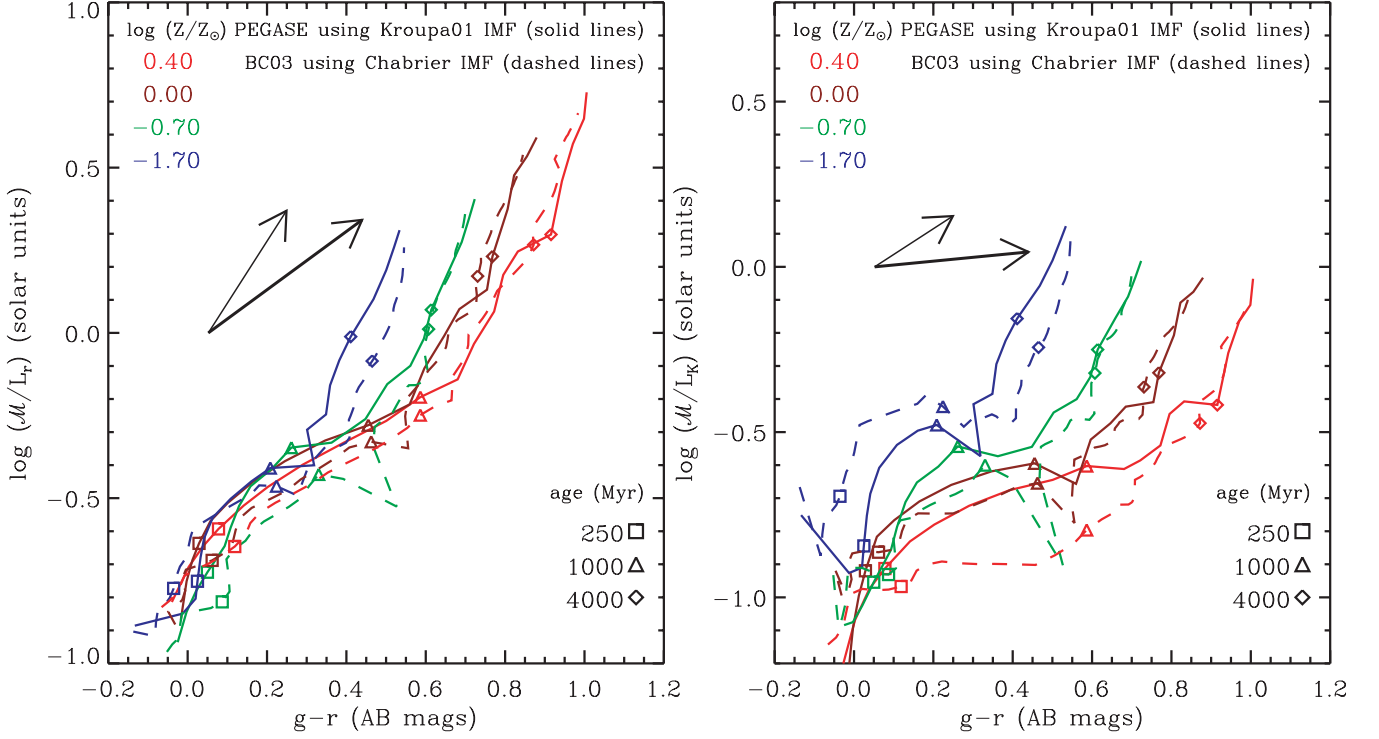 log (Z/Z☉) PEGASE using Kroupa01 IMF (solid lines)
0.40 BC03 using Chabrier IMF (dashed lines)
0.00
−0.70
−1.70
age (Myr)
250
1000
4000
1.0
0.5
0.0
−0.5
−1.0
−0.2 0.0 0.2 0.4 0.6 0.8 1.0 1.2
g−r (AB mags)
log (ℳ/Lr) (solar units)
log (Z/Z☉) PEGASE using Kroupa01 IMF (solid lines)
0.40 BC03 using Chabrier IMF (dashed lines)
0.00
−0.70
−1.70
age (Myr)
250
1000
4000
0.5
0.0
−0.5
−1.0
−0.2 0.0 0.2 0.4 0.6 0.8 1.0 1.2
g−r (AB mags)
log (ℳ/LK) (solar units)